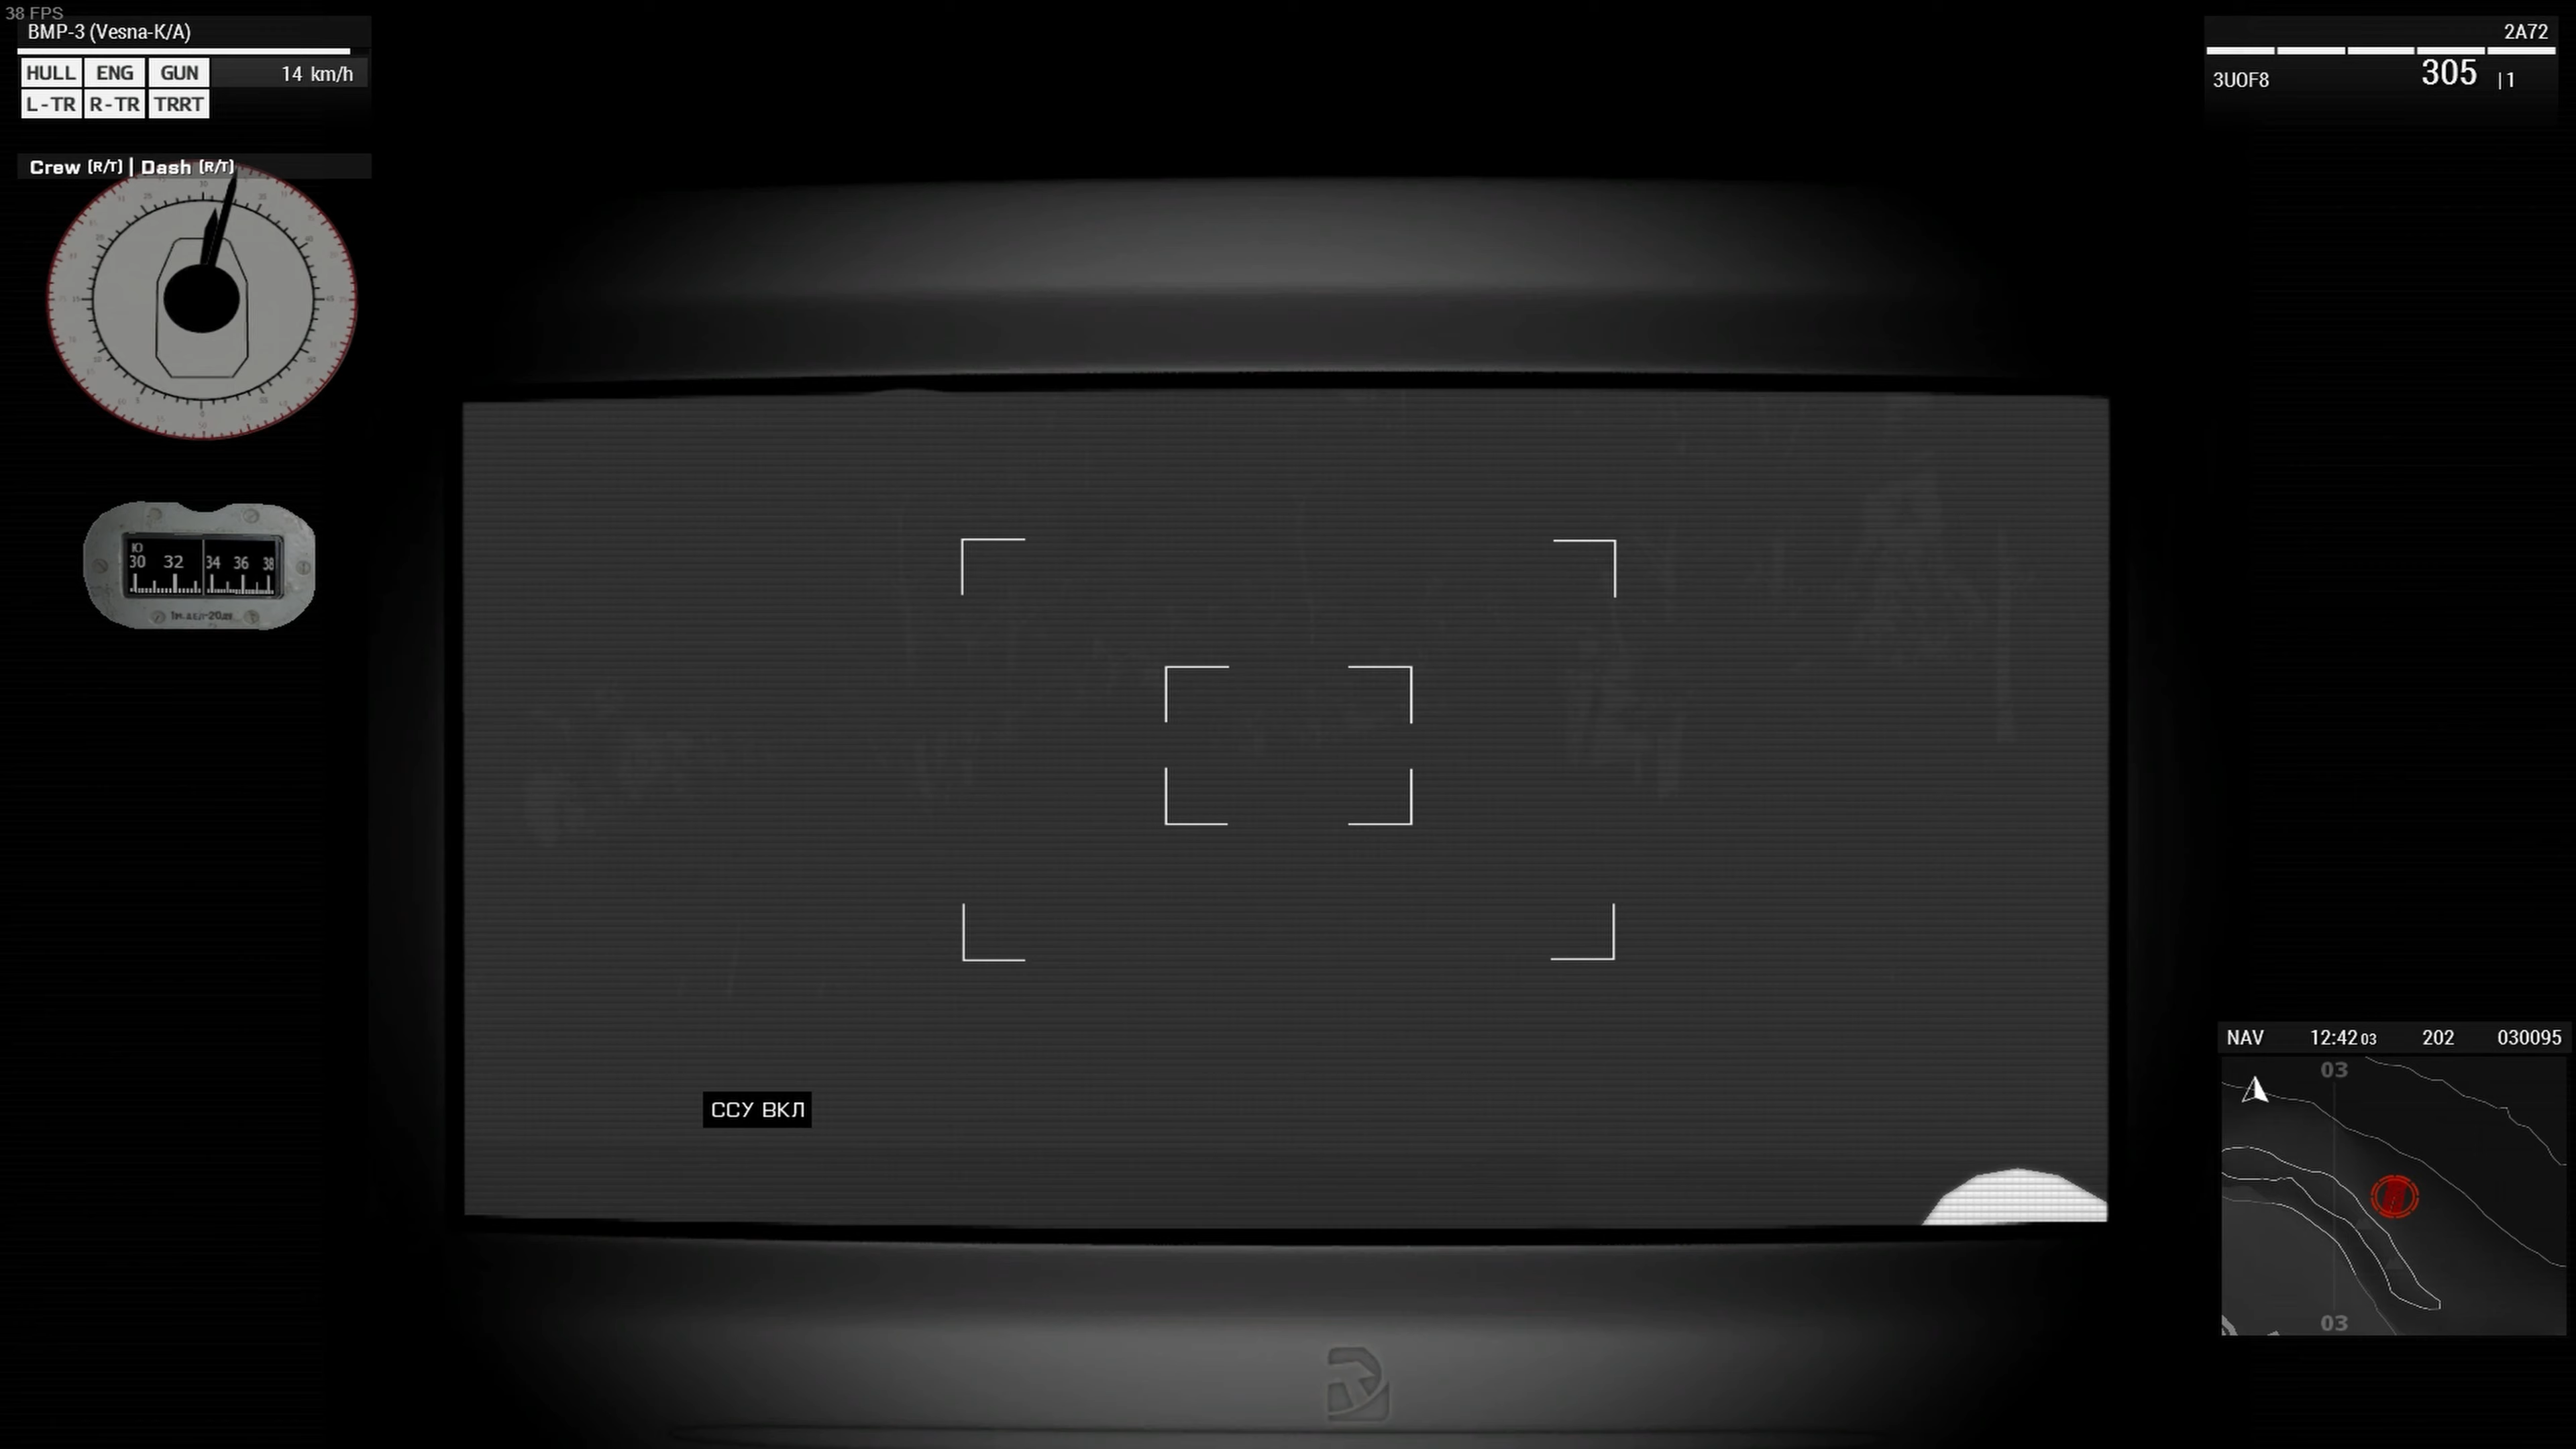 38 FPS
BMP-3 (Vesna-K/A)
HULL ENG GUN 14 km/h
L-TR R-TR TRRT
Crew (R/T) | Dash (R/T)
Ю
30 32 34 36 38
2A72
3UOF8 305 |1
ССУ ВКЛ
NAV 12:42 03 202 030095
03
03